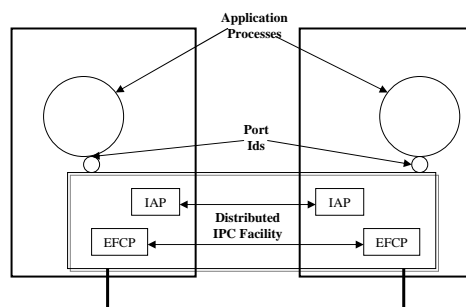 Application
Processes
Port
Ids
IAP
IAP
Distributed
IPC Facility
EFCP
EFCP